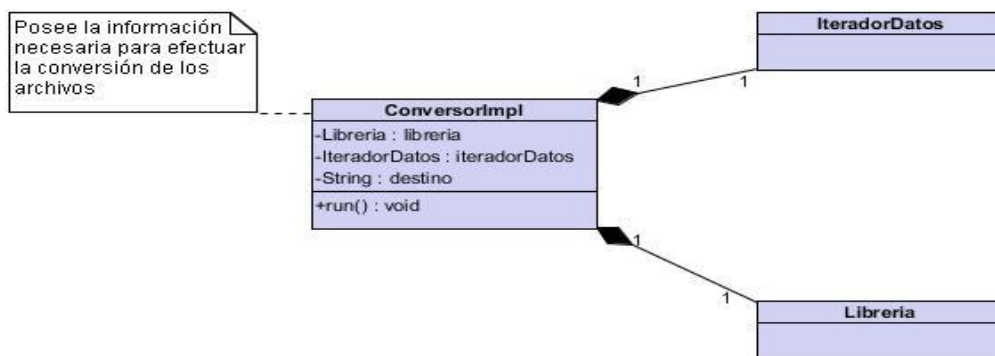 Posee la información
necesaria para efectuar
la conversión de los
archivos
IteradorDatos
1
1
ConversorImpl
-Libreria : libreria
-IteradorDatos : iteradorDatos
-String : destino
+run() : void
1
1
Libreria